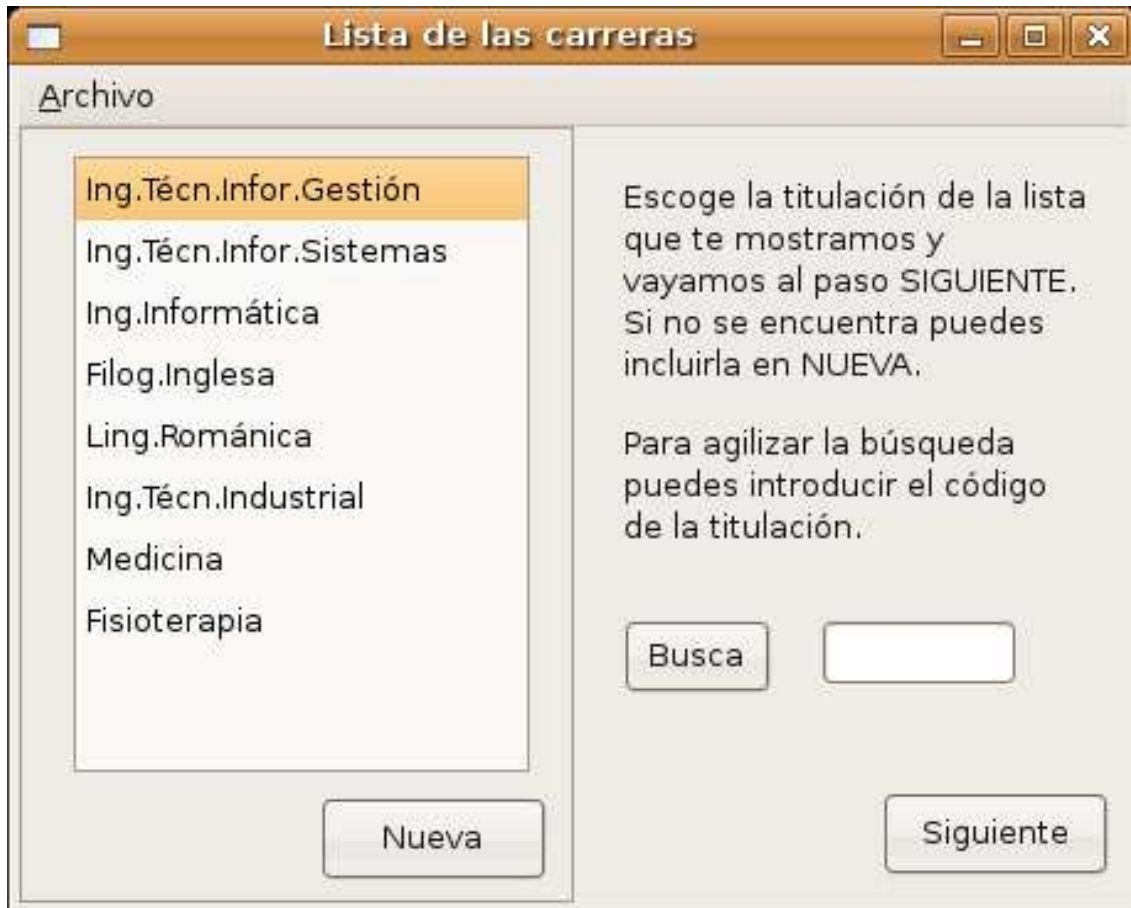 Lista de las carreras
Archivo
Ing.Técn.Infor.Gestión
Ing.Técn.Infor.Sistemas
Ing.Informática
Filog.Inglesa
Ling.Románica
Ing.Técn.Industrial
Medicina
Fisioterapia
Nueva
Escoge la titulación de la lista
que te mostramos y
vayamos al paso SIGUIENTE.
Si no se encuentra puedes
incluirla en NUEVA.
Para agilizar la búsqueda
puedes introducir el código
de la titulación.
Busca
Siguiente